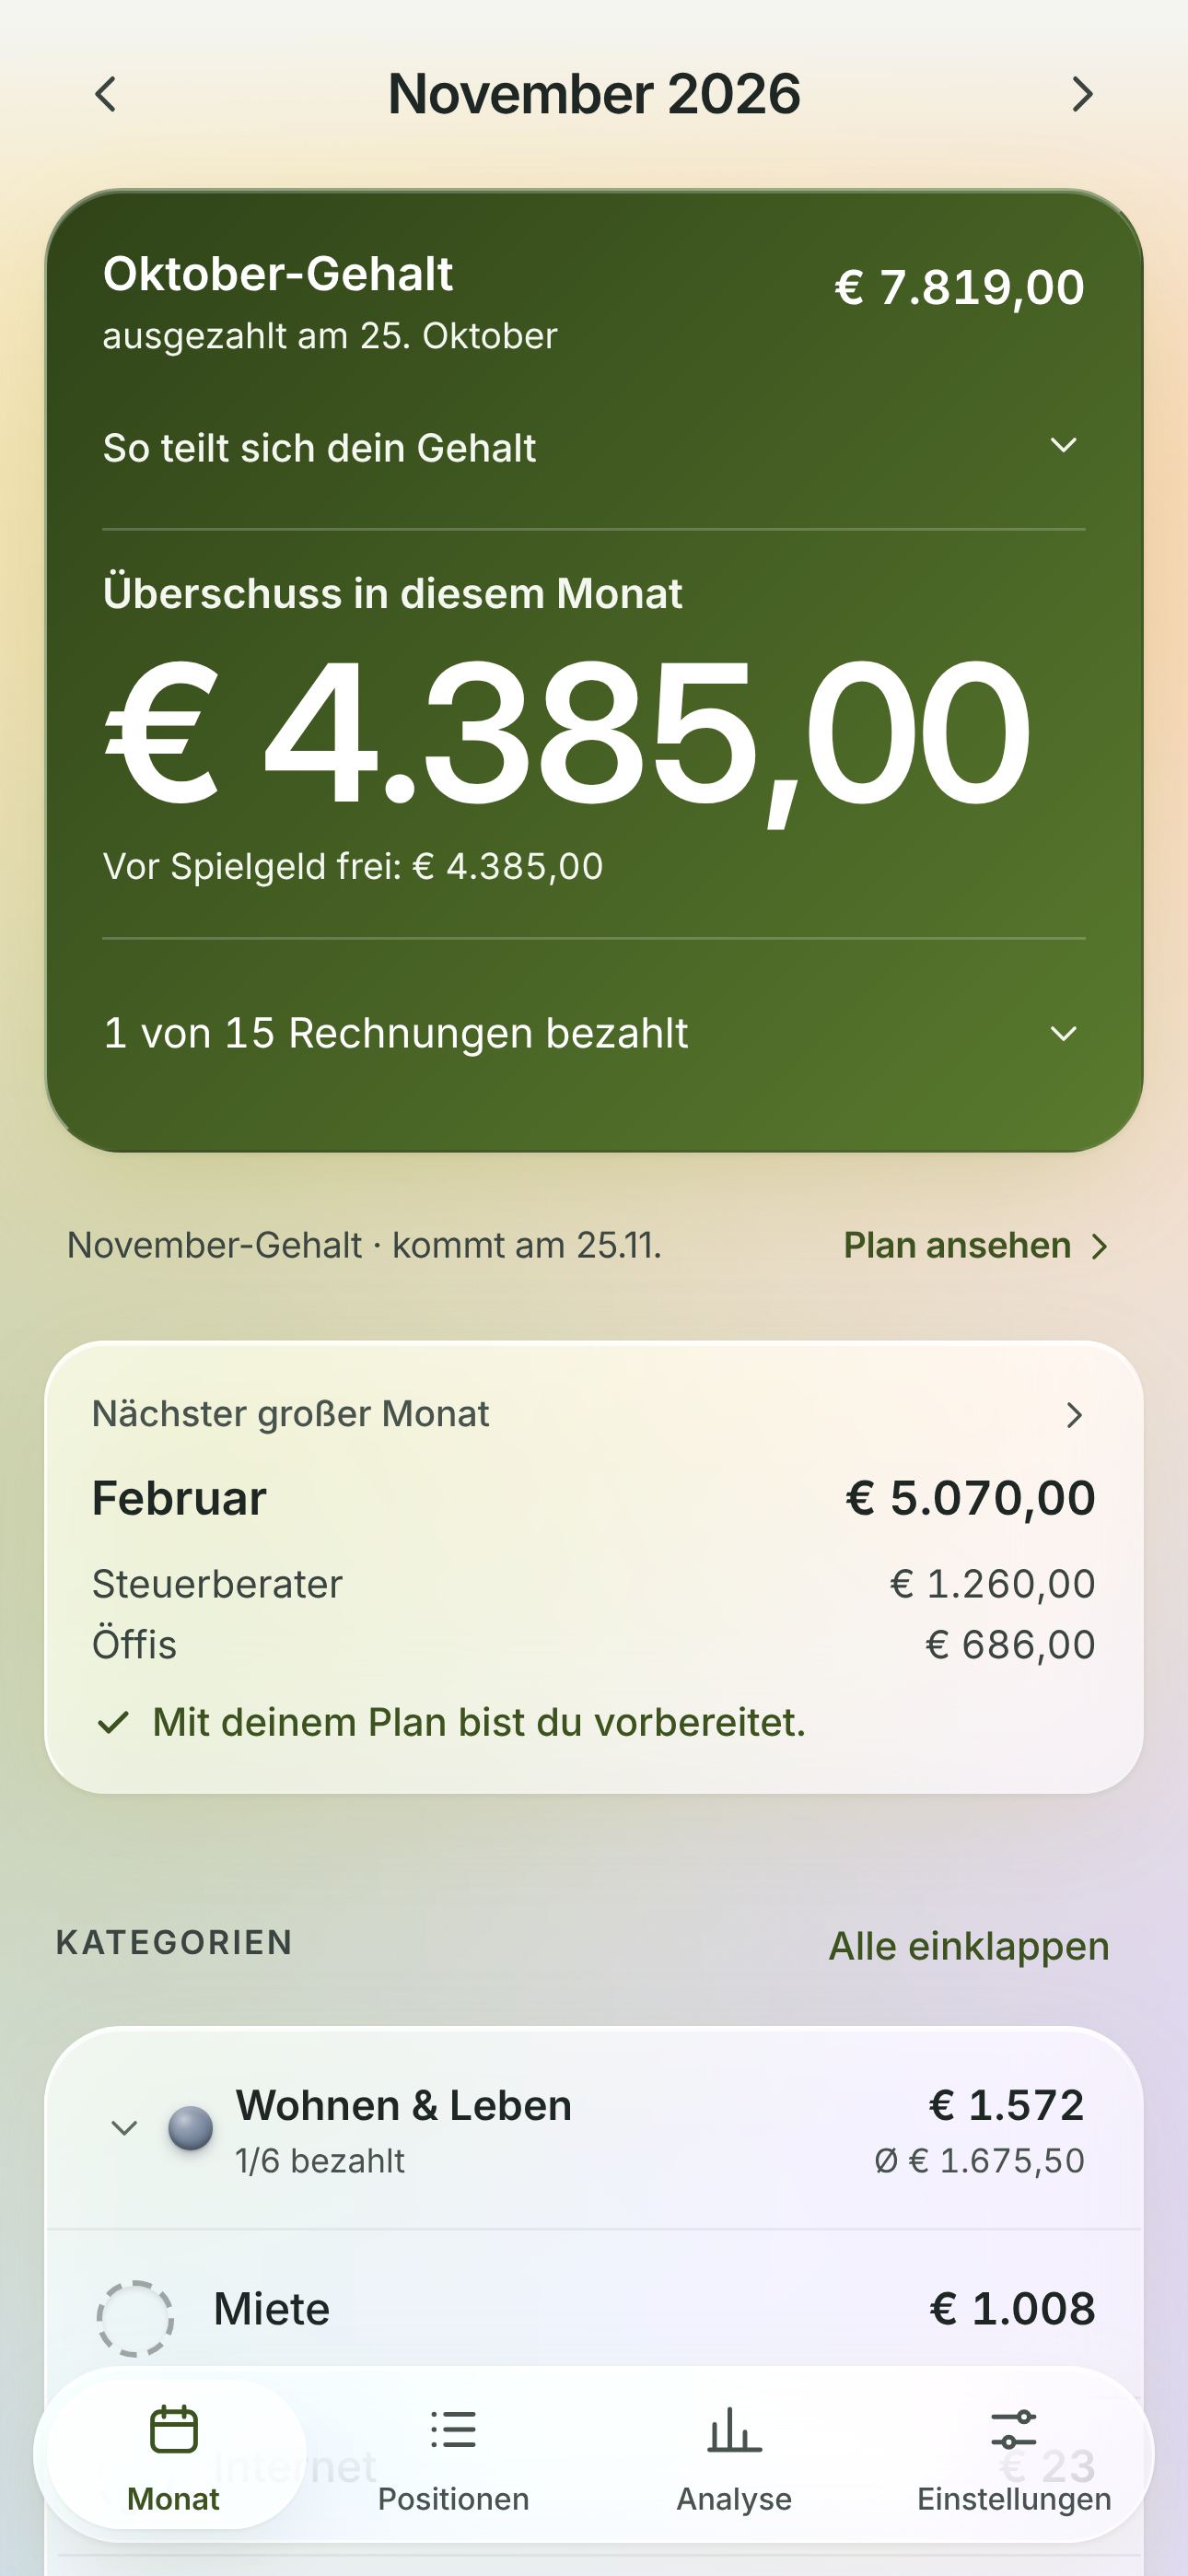 November 2026
Oktober-Gehalt
€ 7.819,00
ausgezahlt am 25. Oktober
So teilt sich dein Gehalt
Überschuss in diesem Monat
€ 4.385,00
Vor Spielgeld frei: € 4.385,00
1 von 15 Rechnungen bezahlt
November-Gehalt · kommt am 25.11.
Plan ansehen
Nächster großer Monat
Februar
€ 5.070,00
Steuerberater
€ 1.260,00
Öffis
€ 686,00
Mit deinem Plan bist du vorbereitet.
KATEGORIEN
Alle einklappen
Wohnen & Leben
€ 1.572
1/6 bezahlt
Ø € 1.675,50
Miete
€ 1.008
Internet
€ 23
Monat
Positionen
Analyse
Einstellungen